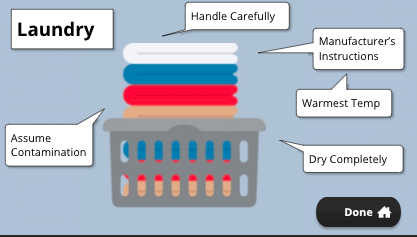 Laundry
Handle Carefully
Manufacturer's
Instructions
Warmest Temp
Assume
Contamination
Dry Completely
Done